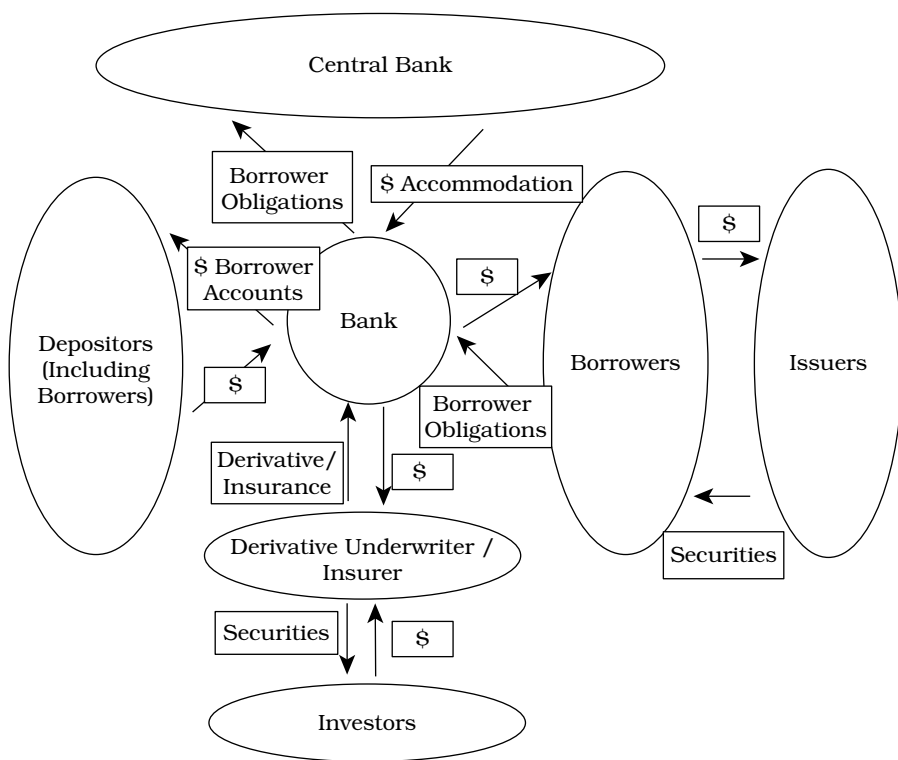 Central Bank
Borrower
Obligations
$ Accommodation
$
$ Borrower
Accounts
$
Bank
Depositors
(Including
Borrowers)
$
Borrowers
Issuers
Borrower
Obligations
Derivative/
Insurance
$
Derivative Underwriter /
Insurer
Securities
Securities
$
Investors